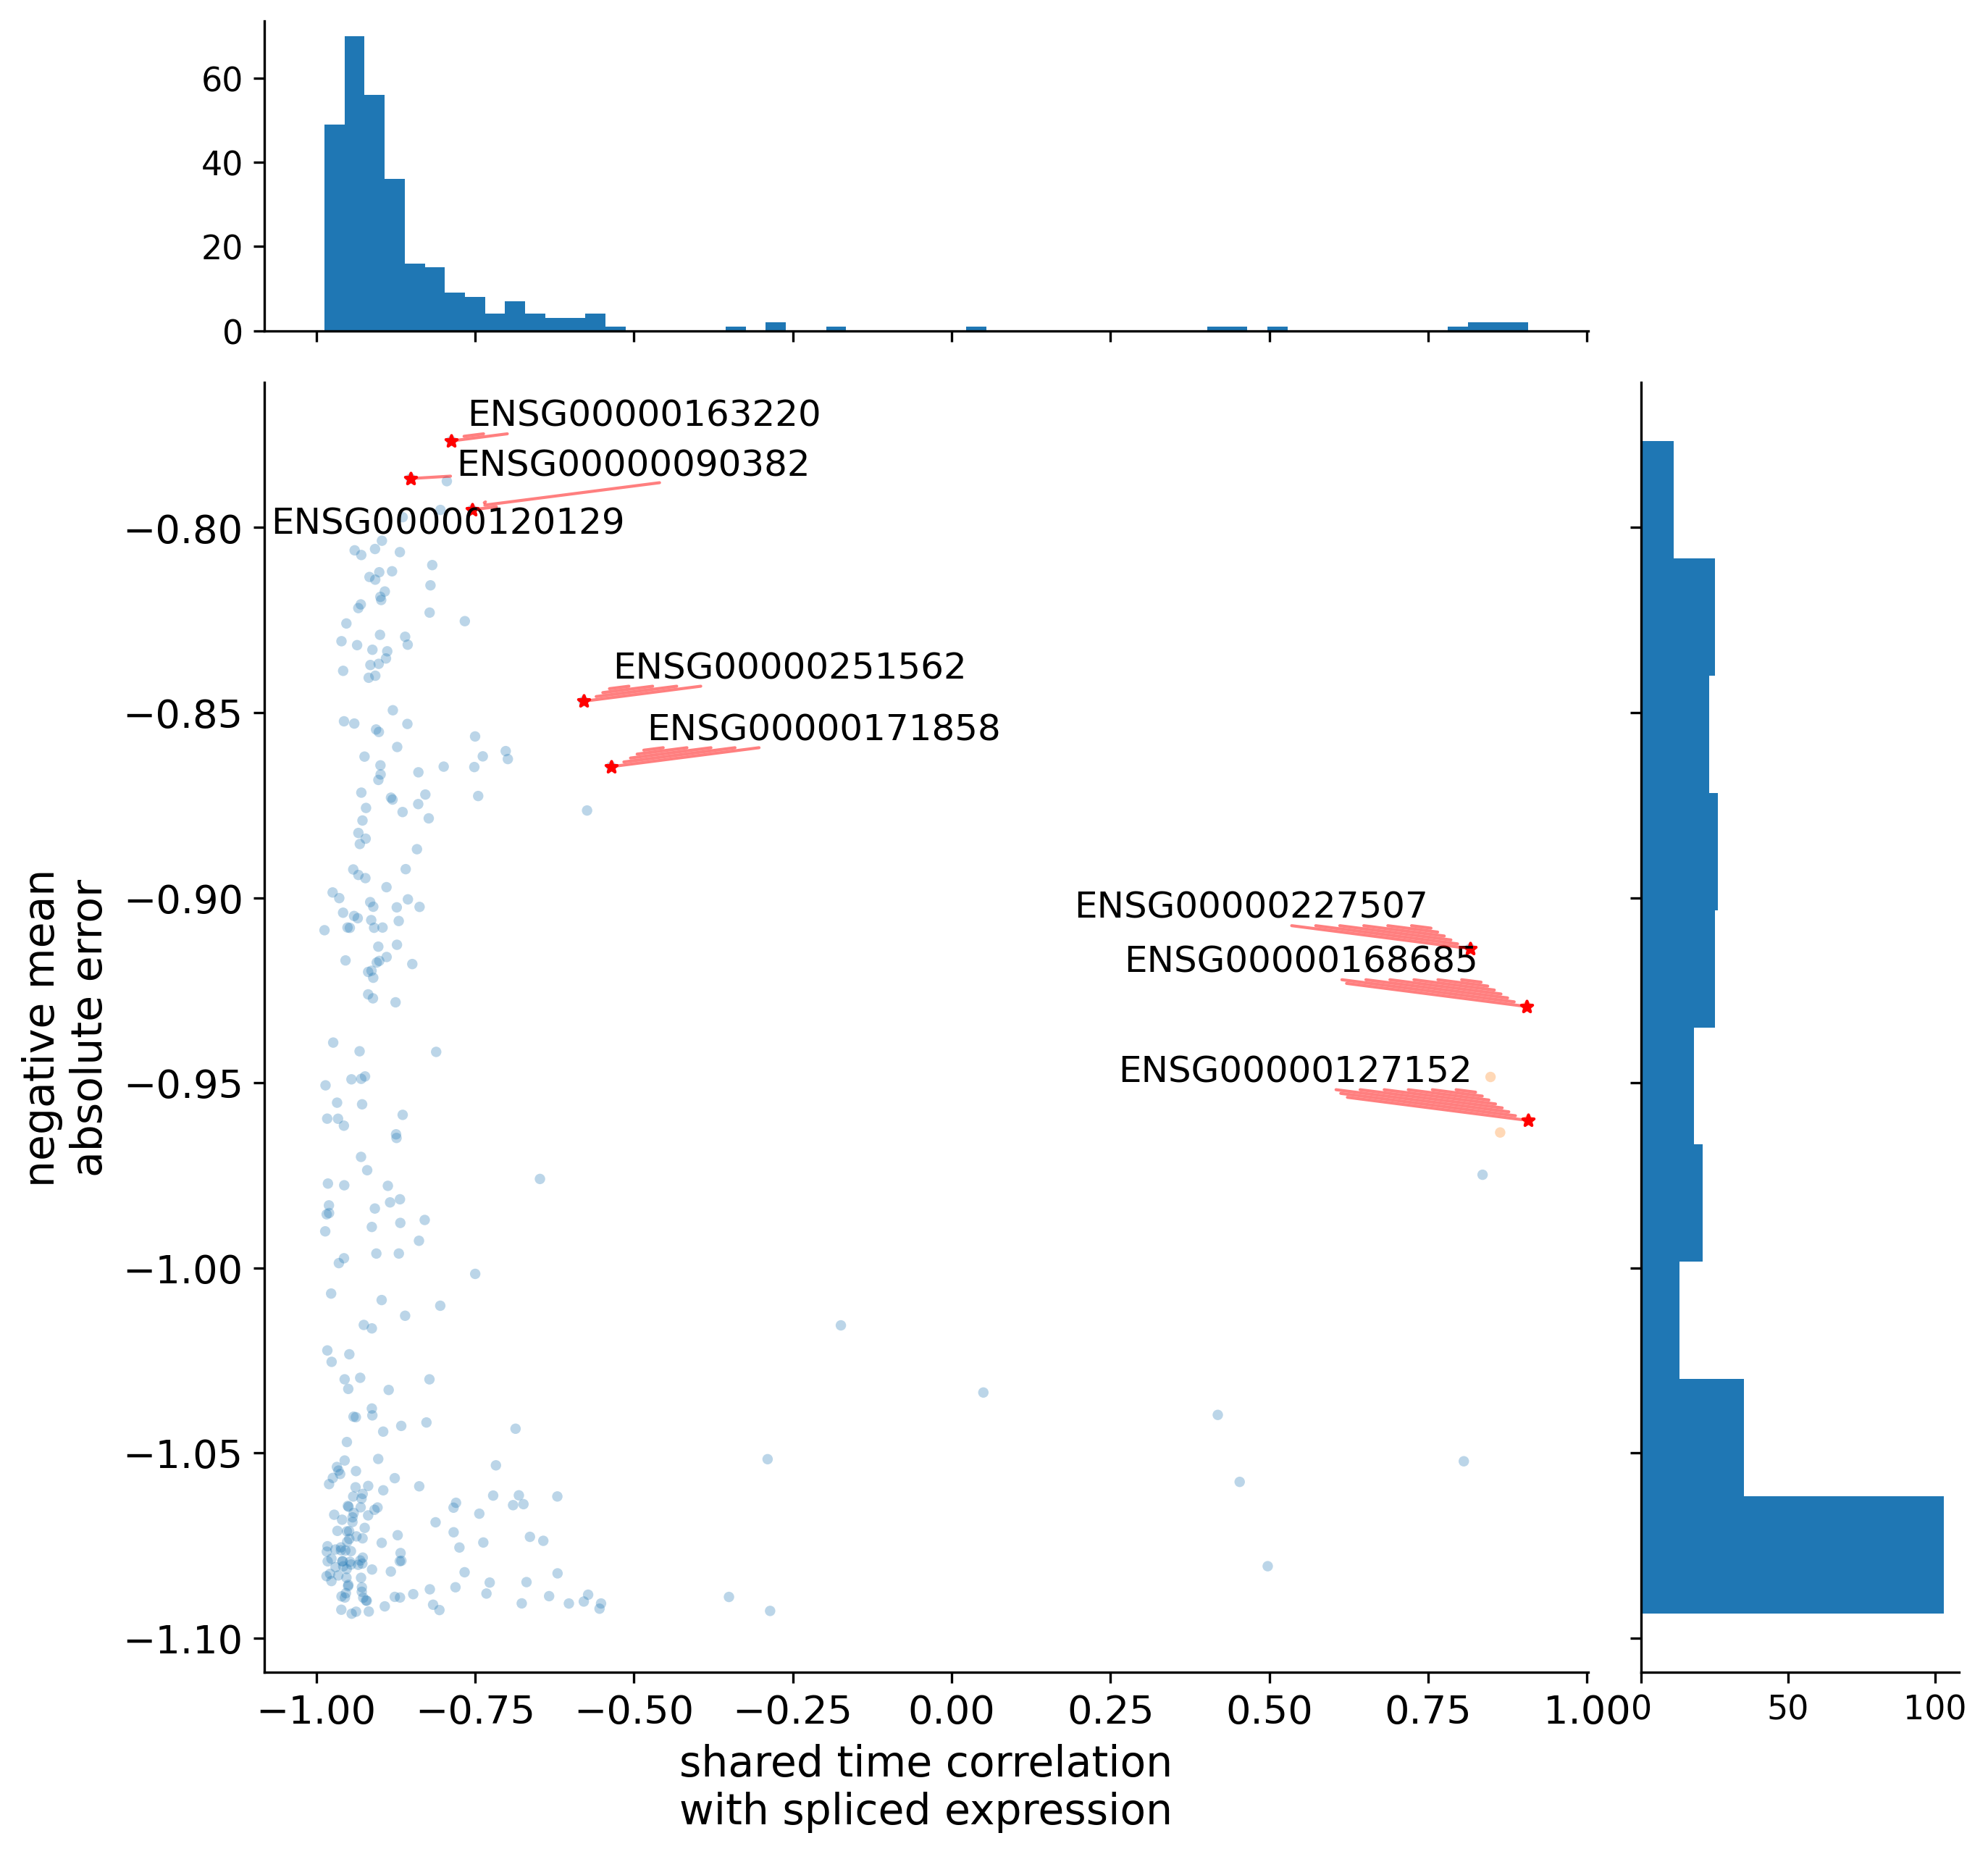 60
40
20
0
ENSG00000163220
ENSG00000090382
ENSG00000120129
ENSG00000251562
ENSG00000171858
ENSG00000227507
ENSG00000168685
ENSG00000127152
−0.80
−0.85
−0.90
−0.95
−1.00
−1.05
−1.10
negative mean
absolute error
−1.00 −0.75 −0.50 −0.25 0.00 0.25 0.50 0.75 1.00
0 50 100
shared time correlation
with spliced expression